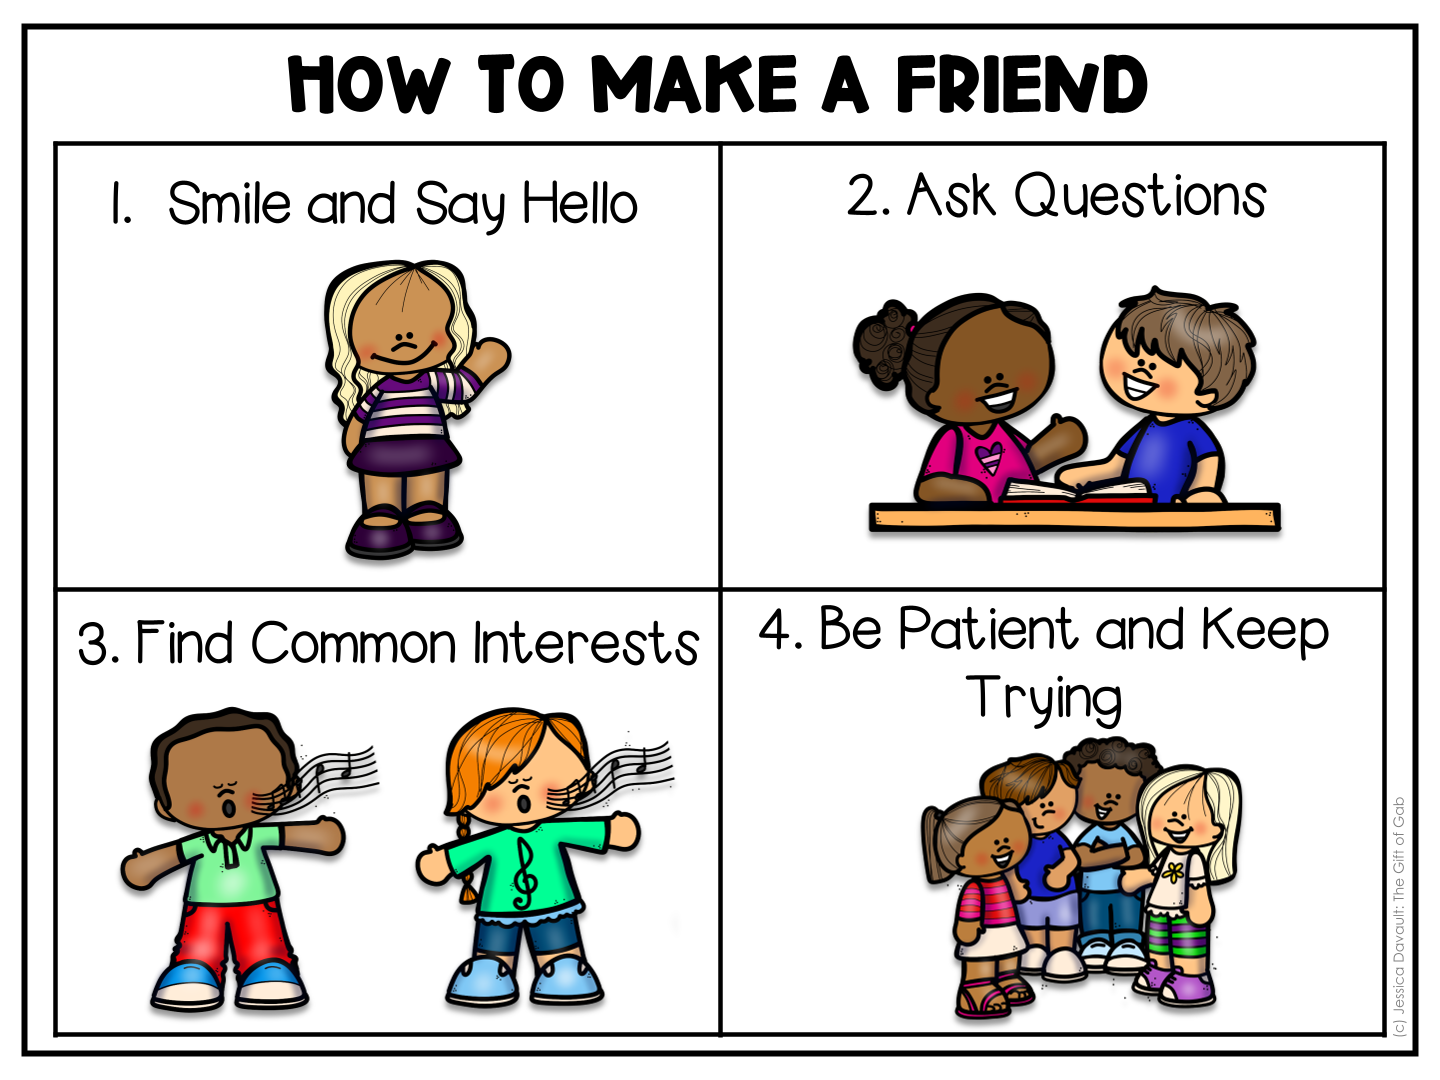 HOW TO MAKE A FRIEND
1. Smile and Say Hello
2. Ask Questions
3. Find Common Interests
4. Be Patient and Keep
Trying
(c) Jessica Davault: The Gift of Gab